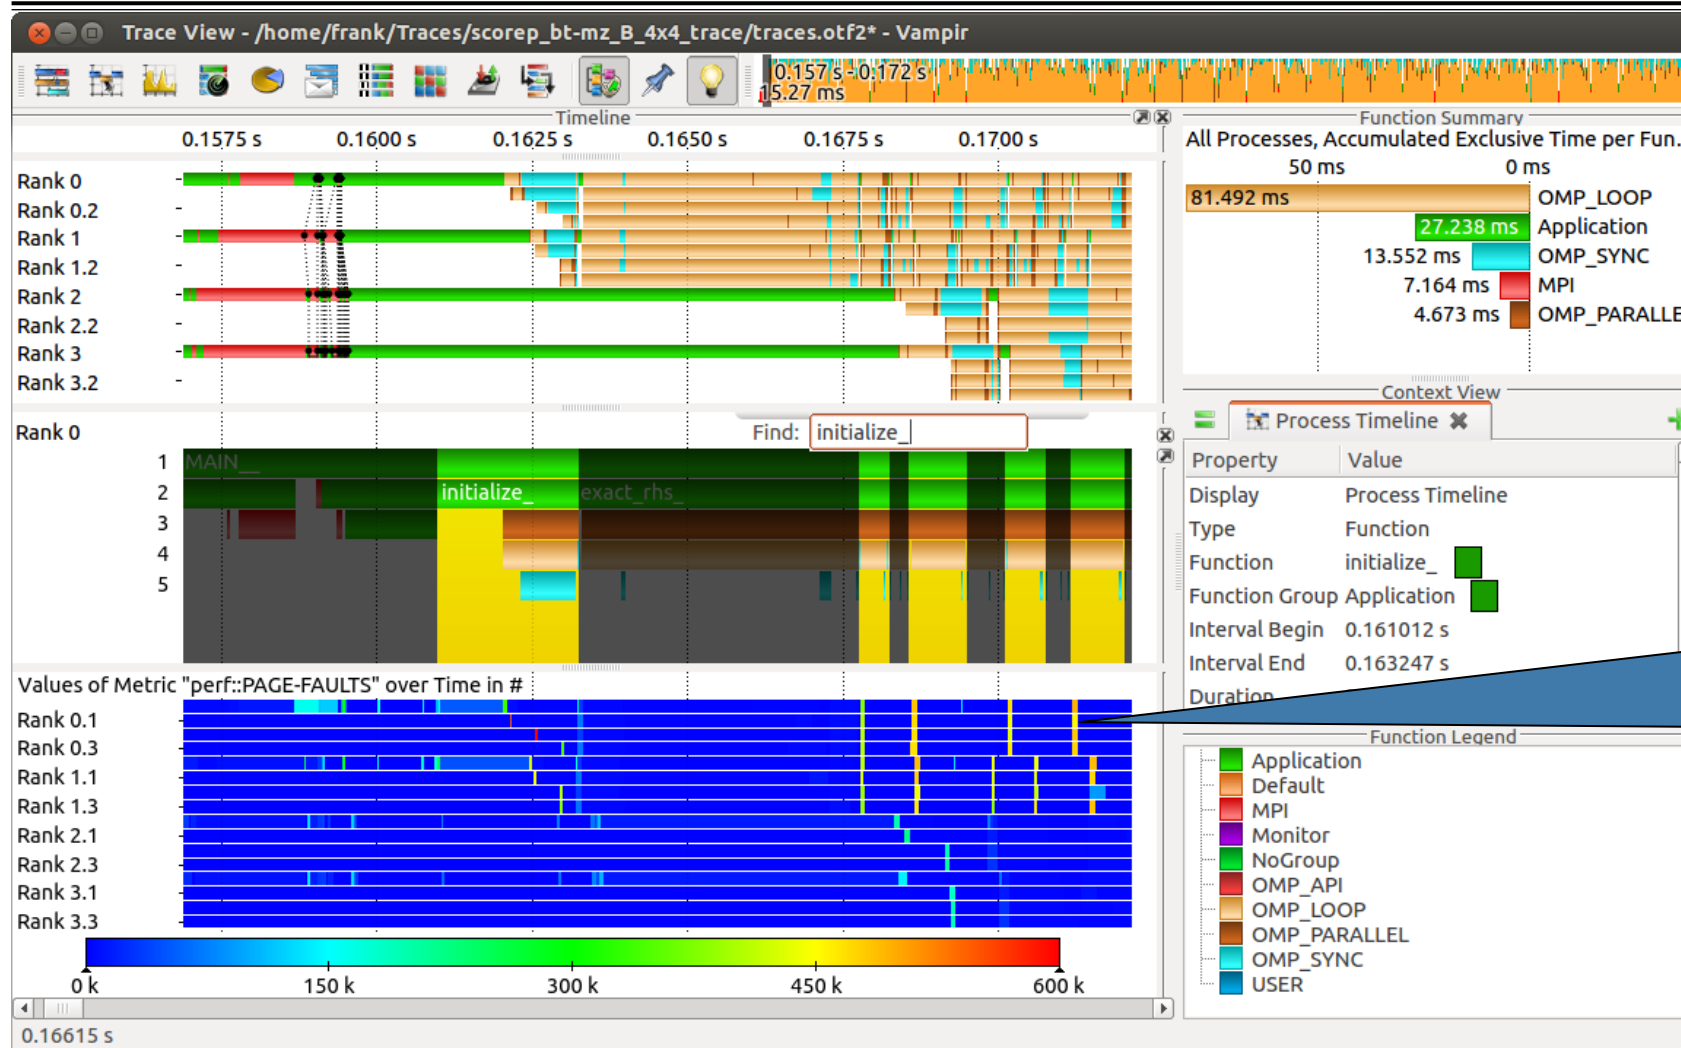 Trace View - /home/frank/Traces/scorep_bt-mz_B_4x4_trace/traces.otf2* - Vampir
0.157 s - 0.172 s
15.27 ms
Timeline
0.1575 s 0.1600 s 0.1625 s 0.1650 s 0.1675 s 0.1700 s
Rank 0
Rank 0.2
Rank 1
Rank 1.2
Rank 2
Rank 2.2
Rank 3
Rank 3.2
Rank 0
Find: initialize_
1 MAIN__
2 initialize_ exact_rhs_
3
4
5
Values of Metric "perf::PAGE-FAULTS" over Time in #
Rank 0.1
Rank 0.3
Rank 1.1
Rank 1.3
Rank 2.1
Rank 2.3
Rank 3.1
Rank 3.3
0 k 150 k 300 k 450 k 600 k
0.16615 s
Function Summary
All Processes, Accumulated Exclusive Time per Fun.
50 ms 0 ms
81.492 ms OMP_LOOP
27.238 ms Application
13.552 ms OMP_SYNC
7.164 ms MPI
4.673 ms OMP_PARALLE
Context View
Process Timeline
Property Value
Display Process Timeline
Type Function
Function initialize_
Function Group Application
Interval Begin 0.161012 s
Interval End 0.163247 s
Duration
Function Legend
Application
Default
MPI
Monitor
NoGroup
OMP_API
OMP_LOOP
OMP_PARALLEL
OMP_SYNC
USER